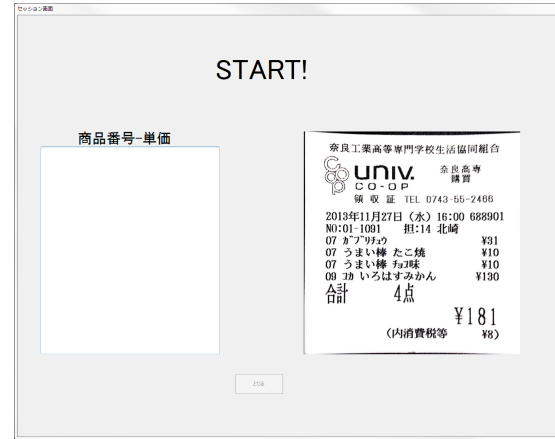 セッション画面
START!
商品番号-単価
奈良工業高等専門学校生活協同組合
CO-OP
UNIV.
CO-OP
奈良高専
購買
領収証 TEL 0743-55-2466
2013年11月27日(水)16:00 688901
NO:01-1091 担:14 北崎
07 ガブリチュウ ¥31
07 うまい棒 たこ焼 ¥10
07 うまい棒 チョコ味 ¥10
09 コカ いろはすみかん ¥130
合計 4点
¥181
(内消費税等 ¥8)